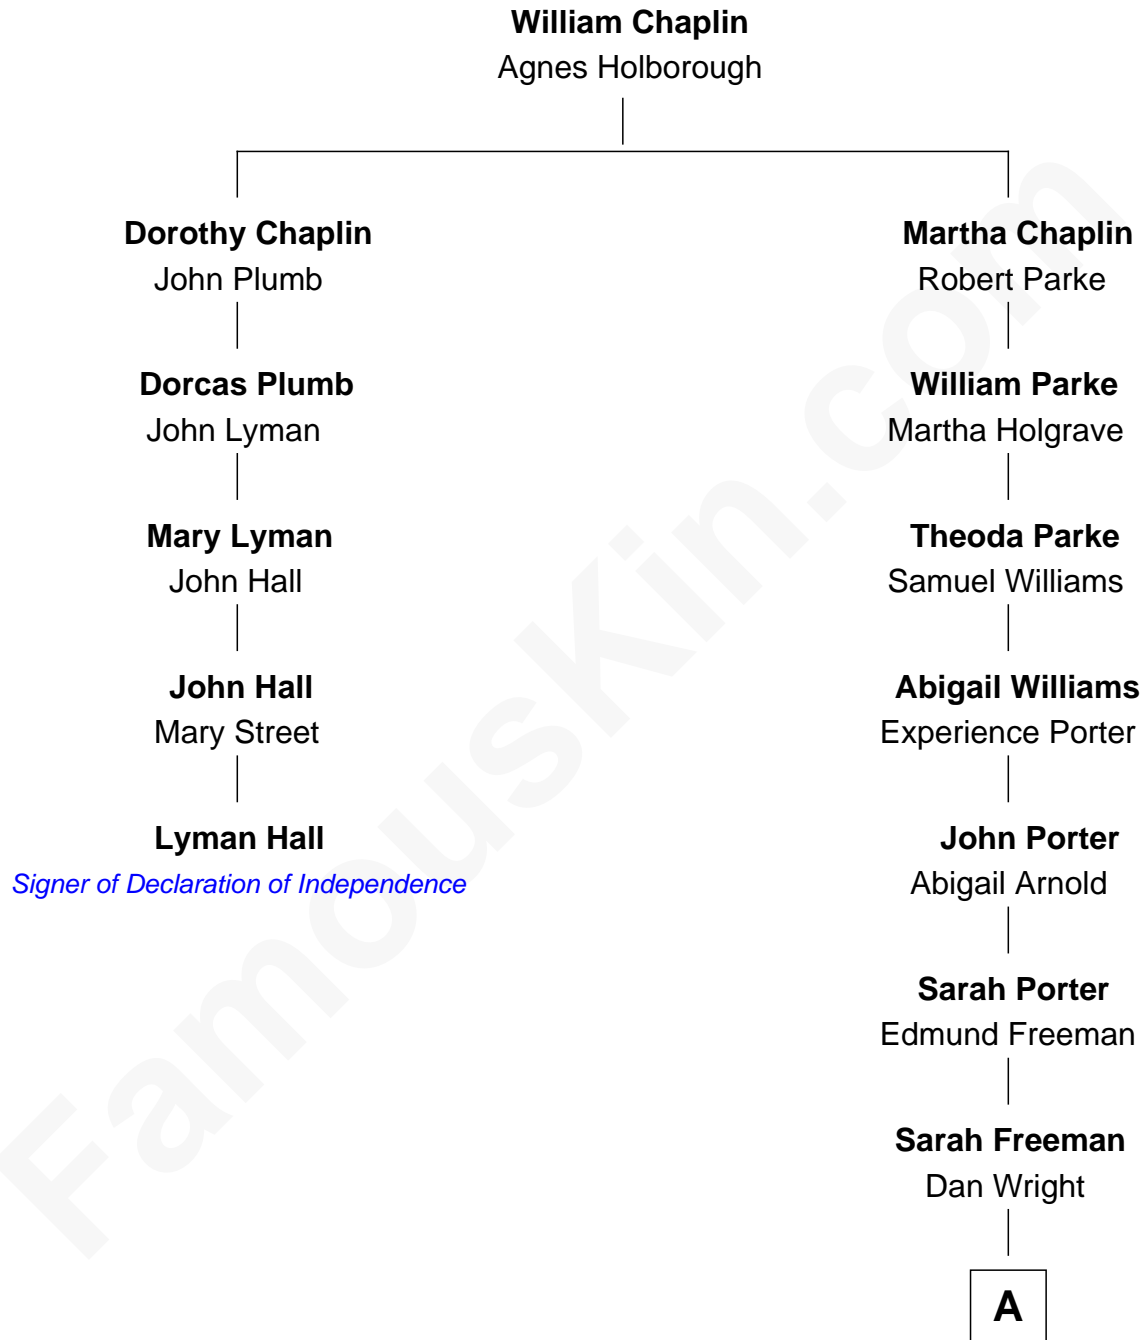 William Chaplin
Agnes Holborough
Dorothy Chaplin
John Plumb
Martha Chaplin
Robert Parke
Dorcas Plumb
John Lyman
William Parke
Martha Holgrave
Mary Lyman
John Hall
Theoda Parke
Samuel Williams
John Hall
Mary Street
Abigail Williams
Experience Porter
Lyman Hall
Signer of Declaration of Independence
John Porter
Abigail Arnold
Sarah Porter
Edmund Freeman
Sarah Freeman
Dan Wright
A
FamousKin.com